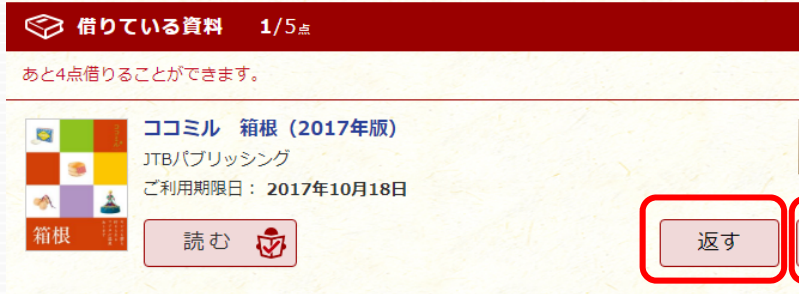 借りている資料 1/5点
あと4点借りることができます。
ココミル 箱根（2017年版）
JTBパブリッシング
ご利用期限日： 2017年10月18日
箱根
読む
返す